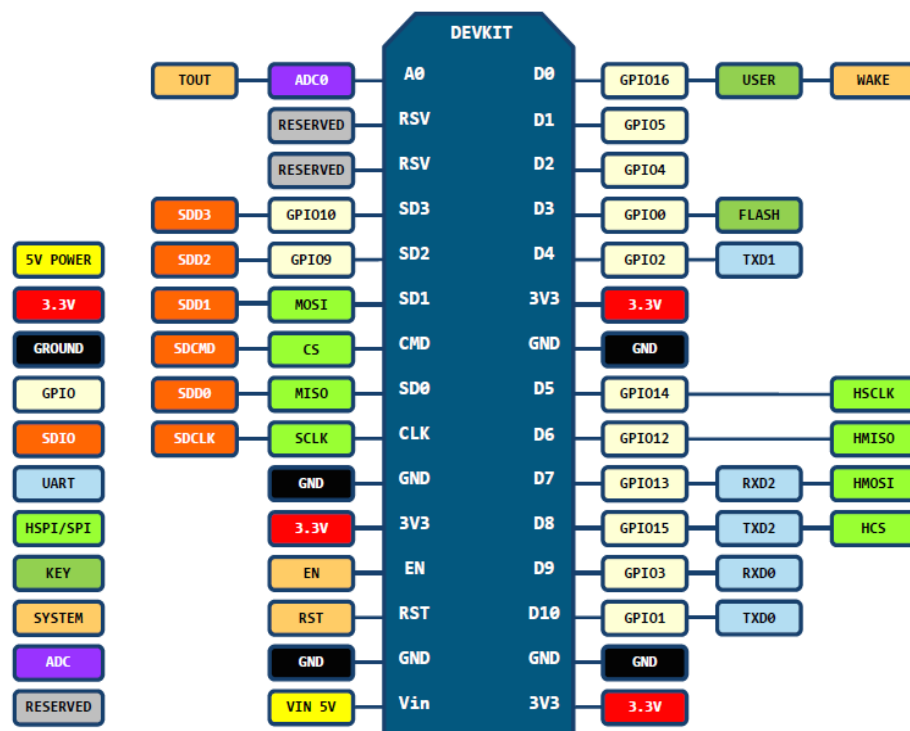 DEVKIT
TOUT ADC0 A0 D0 GPIO16 USER WAKE
RESERVED RSV D1 GPIO5
RESERVED RSV D2 GPIO4
SDD3 GPIO10 SD3 D3 GPIO0 FLASH
5V POWER SDD2 GPIO9 SD2 D4 GPIO2 TXD1
3.3V SDD1 MOSI SD1 3V3 3.3V
GROUND SDCMD CS CMD GND GND
GPIO SDD0 MISO SD0 D5 GPIO14 HSCLK
SDIO SDCLK SCLK CLK D6 GPIO12 HMISO
UART GND GND D7 GPIO13 RXD2 HMOSI
HSPI/SPI 3.3V 3V3 D8 GPIO15 TXD2 HCS
KEY EN EN D9 GPIO3 RXD0
SYSTEM RST RST D10 GPIO1 TXD0
ADC GND GND GND GND
RESERVED VIN 5V Vin 3V3 3.3V